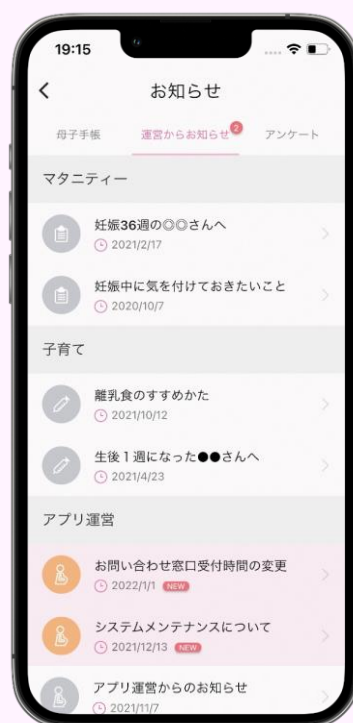 19:15
お知らせ
母子手帳
運営からお知らせ 2
アンケート
マタニティー
妊娠36週の◎◎さんへ
2021/2/17
妊娠中に気を付けておきたいこと
2020/10/7
子育て
離乳食のすすめかた
2021/10/12
生後1週になった●●さんへ
2021/4/23
アプリ運営
お問い合わせ窓口受付時間の変更
2022/1/1 NEW
システムメンテナンスについて
2021/12/13 NEW
アプリ運営からのお知らせ
2021/11/7